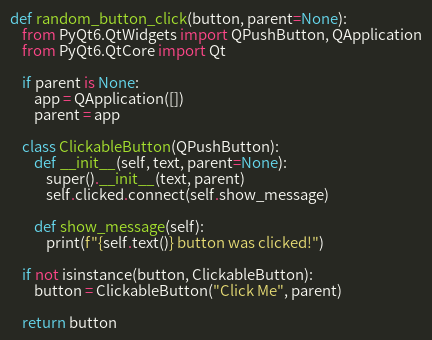 def random_button_click(button, parent=None):
    from PyQt6.QtWidgets import QPushButton, QApplication
    from PyQt6.QtCore import Qt

    if parent is None:
        app = QApplication([])
        parent = app

    class ClickableButton(QPushButton):
        def __init__(self, text, parent=None):
            super().__init__(text, parent)
            self.clicked.connect(self.show_message)

        def show_message(self):
            print(f"{self.text()} button was clicked!")

    if not isinstance(button, ClickableButton):
        button = ClickableButton("Click Me", parent)

    return button